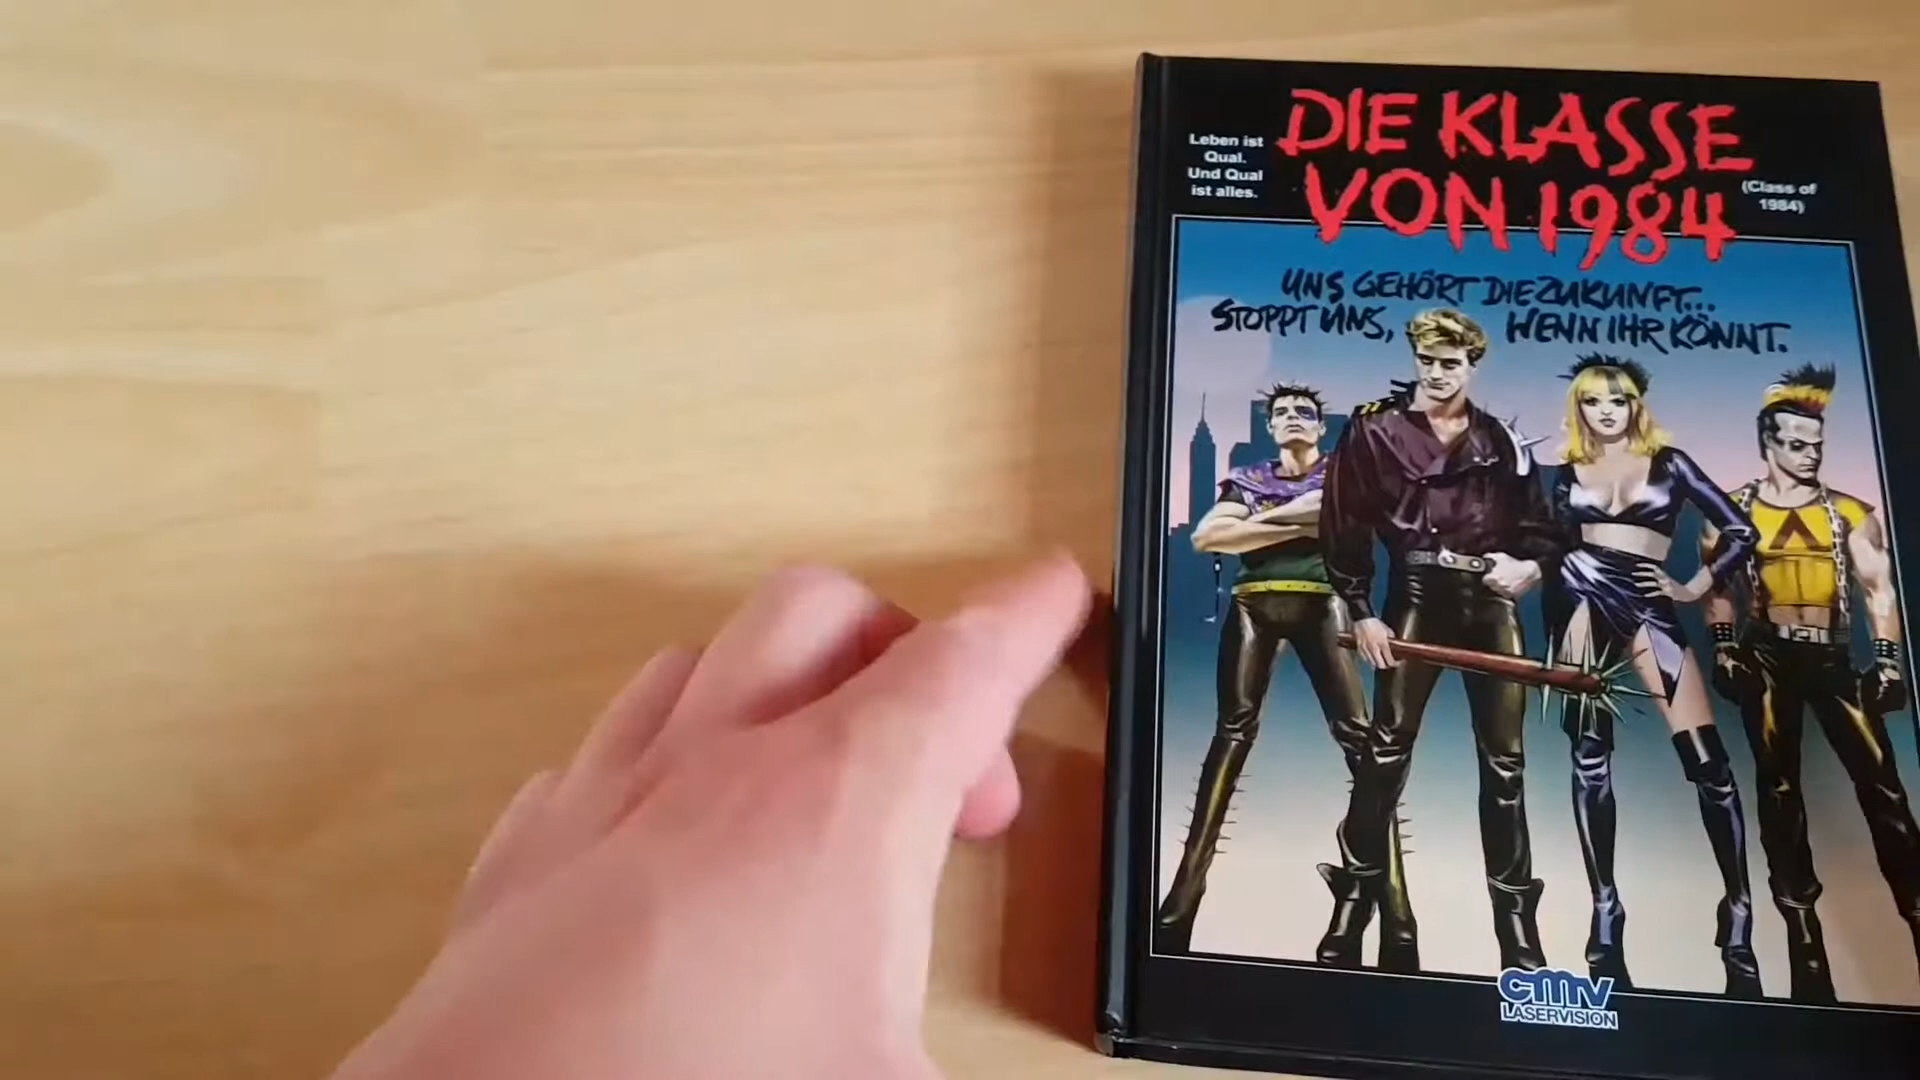 Leben ist
Qual.
Und Qual
ist alles.
DIE KLASSE
VON 1984
(Class of
1984)
UNS GEHÖRT DIE ZUKUNFT...
STOPPT UNS, WENN IHR KÖNNT.
cmv
LASERVISION